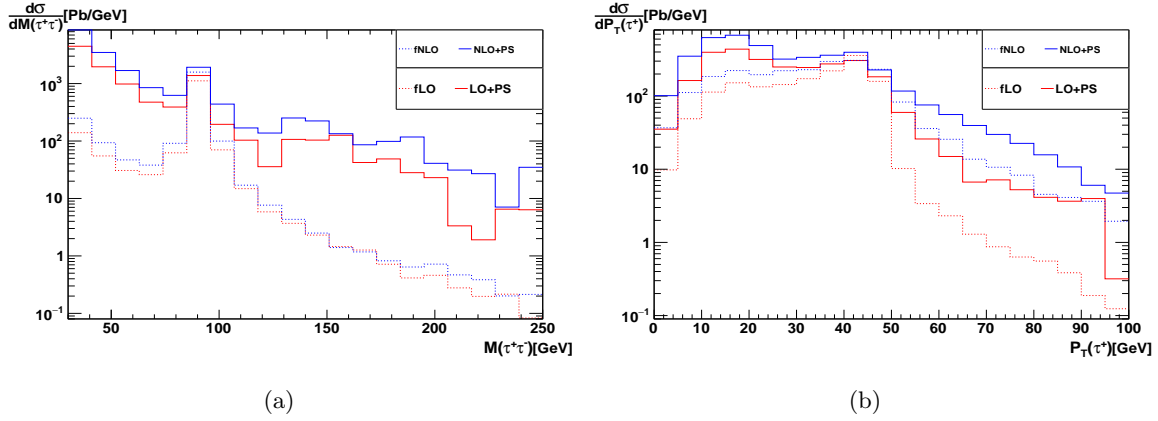 dσ
dM(τ⁺τ⁻)[Pb/GeV]
fNLO NLO+PS
fLO LO+PS
10³
10²
10
1
10⁻¹
50 100 150 200 250
M(τ⁺τ⁻)[GeV]
(a)
dσ
dP_T(τ⁺)[Pb/GeV]
fNLO NLO+PS
fLO LO+PS
10²
10
1
10⁻¹
0 10 20 30 40 50 60 70 80 90 100
P_T(τ⁺)[GeV]
(b)